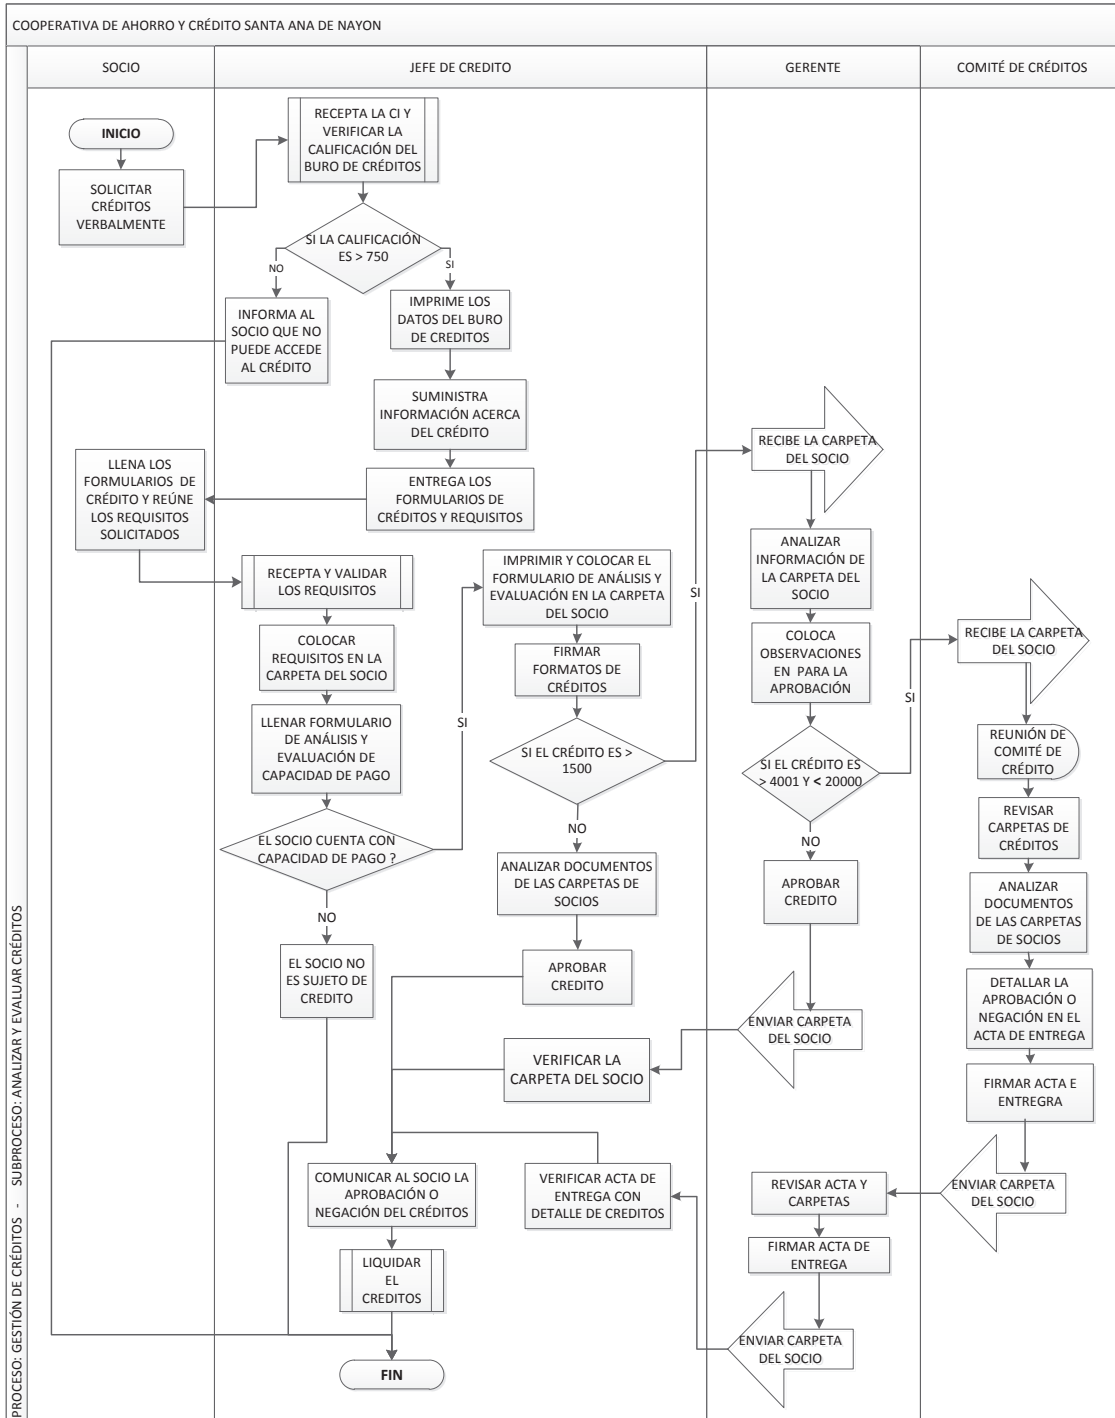 COOPERATIVA DE AHORRO Y CRÉDITO SANTA ANA DE NAYON
SOCIO
JEFE DE CREDITO
GERENTE
COMITÉ DE CRÉDITOS
PROCESO: GESTIÓN DE CRÉDITOS - SUBPROCESO: ANALIZAR Y EVALUAR CRÉDITOS
INICIO
SOLICITAR
CRÉDITOS
VERBALMENTE
RECEPTA LA CI Y
VERIFICAR LA
CALIFICACIÓN DEL
BURO DE CRÉDITOS
SI LA CALIFICACIÓN
ES > 750
NO
SI
INFORMA AL
SOCIO QUE NO
PUEDE ACCEDE
AL CRÉDITO
IMPRIME LOS
DATOS DEL BURO
DE CREDITOS
SUMINISTRA
INFORMACIÓN ACERCA
DEL CRÉDITO
ENTREGA LOS
FORMULARIOS DE
CRÉDITOS Y REQUISITOS
LLENA LOS
FORMULARIOS DE
CRÉDITO Y REÚNE
LOS REQUISITOS
SOLICITADOS
RECEPTA Y VALIDAR
LOS REQUISITOS
COLOCAR
REQUISITOS EN LA
CARPETA DEL SOCIO
LLENAR FORMULARIO
DE ANÁLISIS Y
EVALUACIÓN DE
CAPACIDAD DE PAGO
EL SOCIO CUENTA CON
CAPACIDAD DE PAGO ?
SI
NO
EL SOCIO NO
ES SUJETO DE
CREDITO
IMPRIMIR Y COLOCAR EL
FORMULARIO DE ANÁLISIS Y
EVALUACIÓN EN LA CARPETA
DEL SOCIO
FIRMAR
FORMATOS DE
CRÉDITOS
SI EL CRÉDITO ES >
1500
SI
NO
ANALIZAR DOCUMENTOS
DE LAS CARPETAS DE
SOCIOS
APROBAR
CREDITO
RECIBE LA CARPETA
DEL SOCIO
ANALIZAR
INFORMACIÓN DE
LA CARPETA DEL
SOCIO
COLOCA
OBSERVACIONES
EN PARA LA
APROBACIÓN
SI EL CRÉDITO ES
> 4001 Y < 20000
SI
NO
APROBAR
CREDITO
ENVIAR CARPETA
DEL SOCIO
VERIFICAR LA
CARPETA DEL SOCIO
RECIBE LA CARPETA
DEL SOCIO
REUNIÓN DE
COMITÉ DE
CRÉDITO
REVISAR
CARPETAS DE
CRÉDITOS
ANALIZAR
DOCUMENTOS
DE LAS CARPETAS
DE SOCIOS
DETALLAR LA
APROBACIÓN O
NEGACIÓN EN EL
ACTA DE ENTREGA
FIRMAR ACTA E
ENTREGRA
ENVIAR CARPETA
DEL SOCIO
REVISAR ACTA Y
CARPETAS
FIRMAR ACTA DE
ENTREGA
ENVIAR CARPETA
DEL SOCIO
VERIFICAR ACTA DE
ENTREGA CON
DETALLE DE CREDITOS
COMUNICAR AL SOCIO LA
APROBACIÓN O
NEGACIÓN DEL CRÉDITOS
LIQUIDAR
EL
CREDITOS
FIN